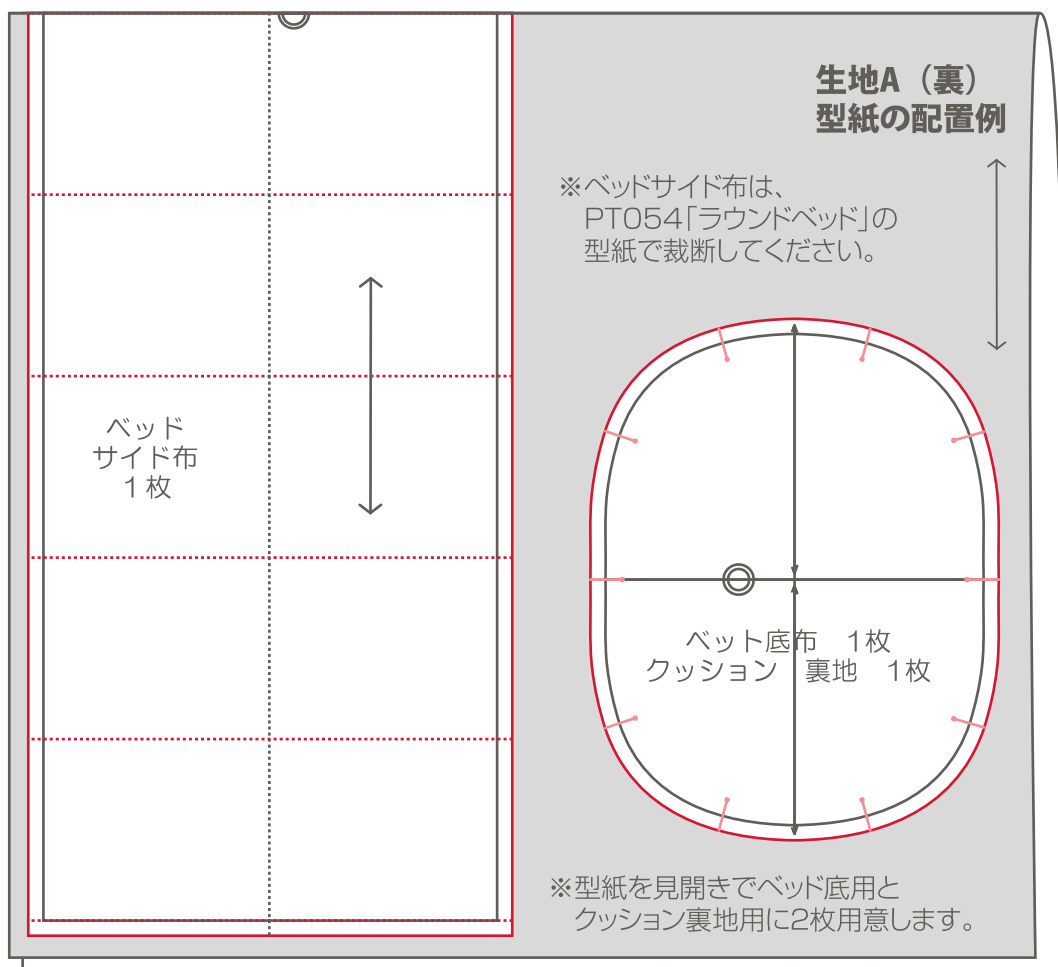 生地A（裏）
型紙の配置例
※ベッドサイド布は、
PT054「ラウンドベッド」の
型紙で裁断してください。
ベッド
サイド布
1枚
ベット底布　1枚
クッション　裏地　1枚
※型紙を見開きでベッド底用と
クッション裏地用に2枚用意します。